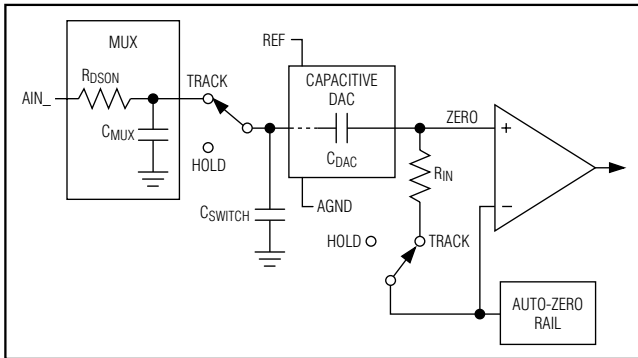 MUX
REF
RDSON
TRACK
CAPACITIVE
DAC
AIN_
ZERO
+
CMUX
CDAC
HOLD
RIN
CSWITCH
AGND
−
HOLD
TRACK
AUTO-ZERO
RAIL